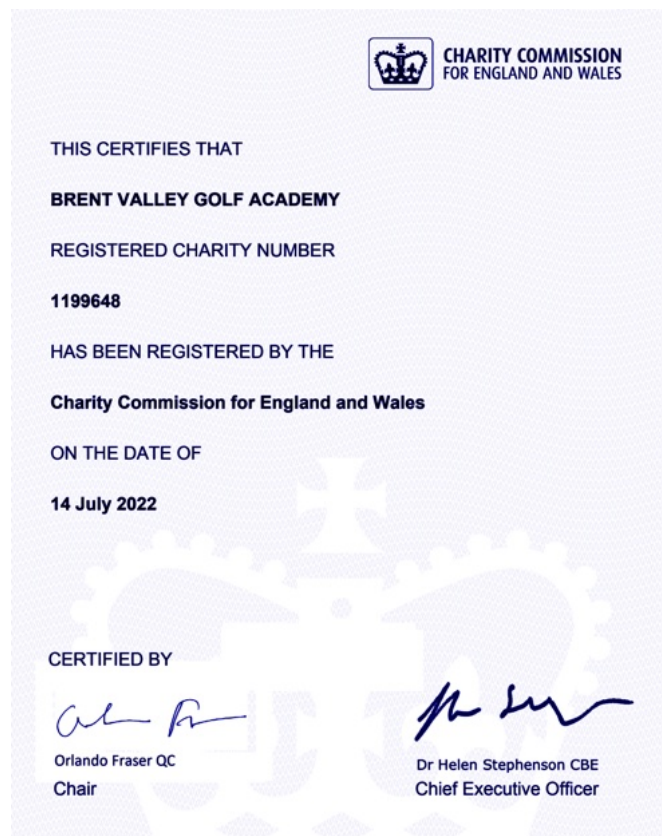 CHARITY COMMISSION
FOR ENGLAND AND WALES
THIS CERTIFIES THAT
BRENT VALLEY GOLF ACADEMY
REGISTERED CHARITY NUMBER
1199648
HAS BEEN REGISTERED BY THE
Charity Commission for England and Wales
ON THE DATE OF
14 July 2022
CERTIFIED BY
Orlando Fraser QC
Chair
Dr Helen Stephenson CBE
Chief Executive Officer